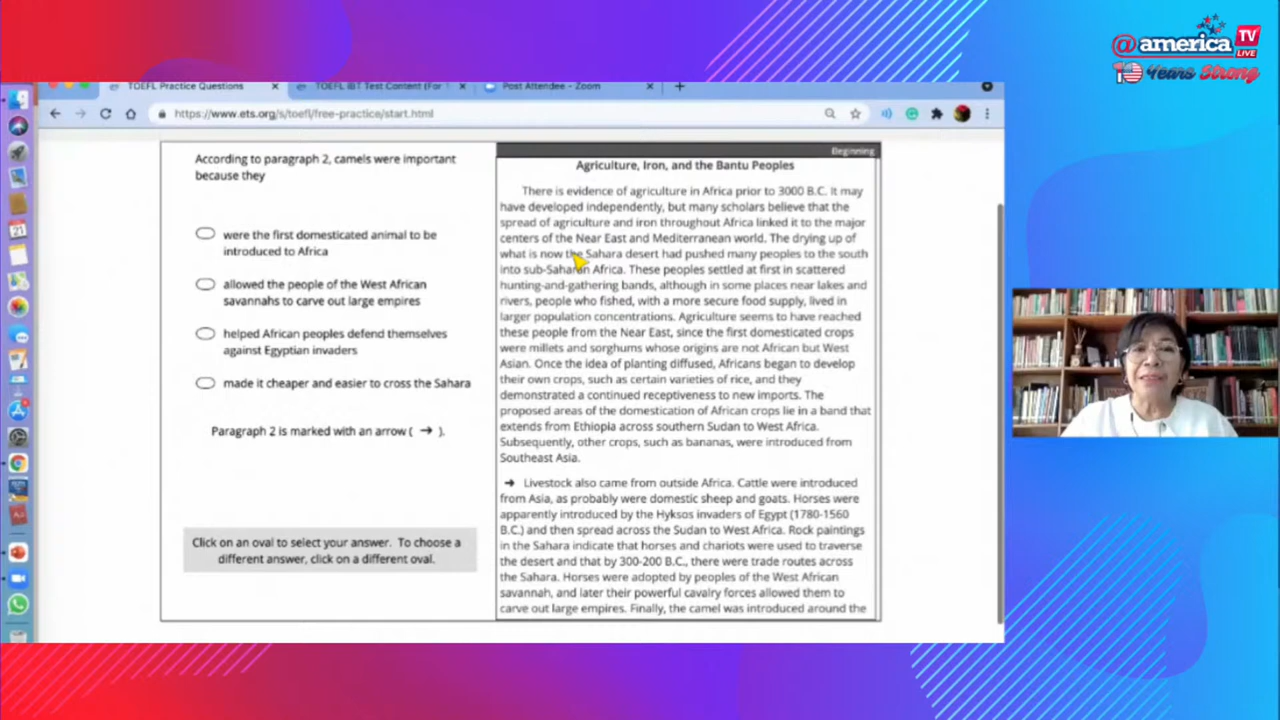 @america TV
LIVE
10 Years Strong
TOEFL Practice Questions
TOEFL iBT Test Content (For
Post Attendee - Zoom
https://www.ets.org/s/toefl/free-practice/start.html
According to paragraph 2, camels were important
because they
were the first domesticated animal to be
introduced to Africa
allowed the people of the West African
savannahs to carve out large empires
helped African peoples defend themselves
against Egyptian invaders
made it cheaper and easier to cross the Sahara
Paragraph 2 is marked with an arrow ( → ).
Click on an oval to select your answer. To choose a
different answer, click on a different oval.
Beginning
Agriculture, Iron, and the Bantu Peoples
There is evidence of agriculture in Africa prior to 3000 B.C. It may
have developed independently, but many scholars believe that the
spread of agriculture and iron throughout Africa linked it to the major
centers of the Near East and Mediterranean world. The drying up of
what is now the Sahara desert had pushed many peoples to the south
into sub-Saharan Africa. These peoples settled at first in scattered
hunting-and-gathering bands, although in some places near lakes and
rivers, people who fished, with a more secure food supply, lived in
larger population concentrations. Agriculture seems to have reached
these people from the Near East, since the first domesticated crops
were millets and sorghums whose origins are not African but West
Asian. Once the idea of planting diffused, Africans began to develop
their own crops, such as certain varieties of rice, and they
demonstrated a continued receptiveness to new imports. The
proposed areas of the domestication of African crops lie in a band that
extends from Ethiopia across southern Sudan to West Africa.
Subsequently, other crops, such as bananas, were introduced from
Southeast Asia.
→ Livestock also came from outside Africa. Cattle were introduced
from Asia, as probably were domestic sheep and goats. Horses were
apparently introduced by the Hyksos invaders of Egypt (1780-1560
B.C.) and then spread across the Sudan to West Africa. Rock paintings
in the Sahara indicate that horses and chariots were used to traverse
the desert and that by 300-200 B.C., there were trade routes across
the Sahara. Horses were adopted by peoples of the West African
savannah, and later their powerful cavalry forces allowed them to
carve out large empires. Finally, the camel was introduced around the